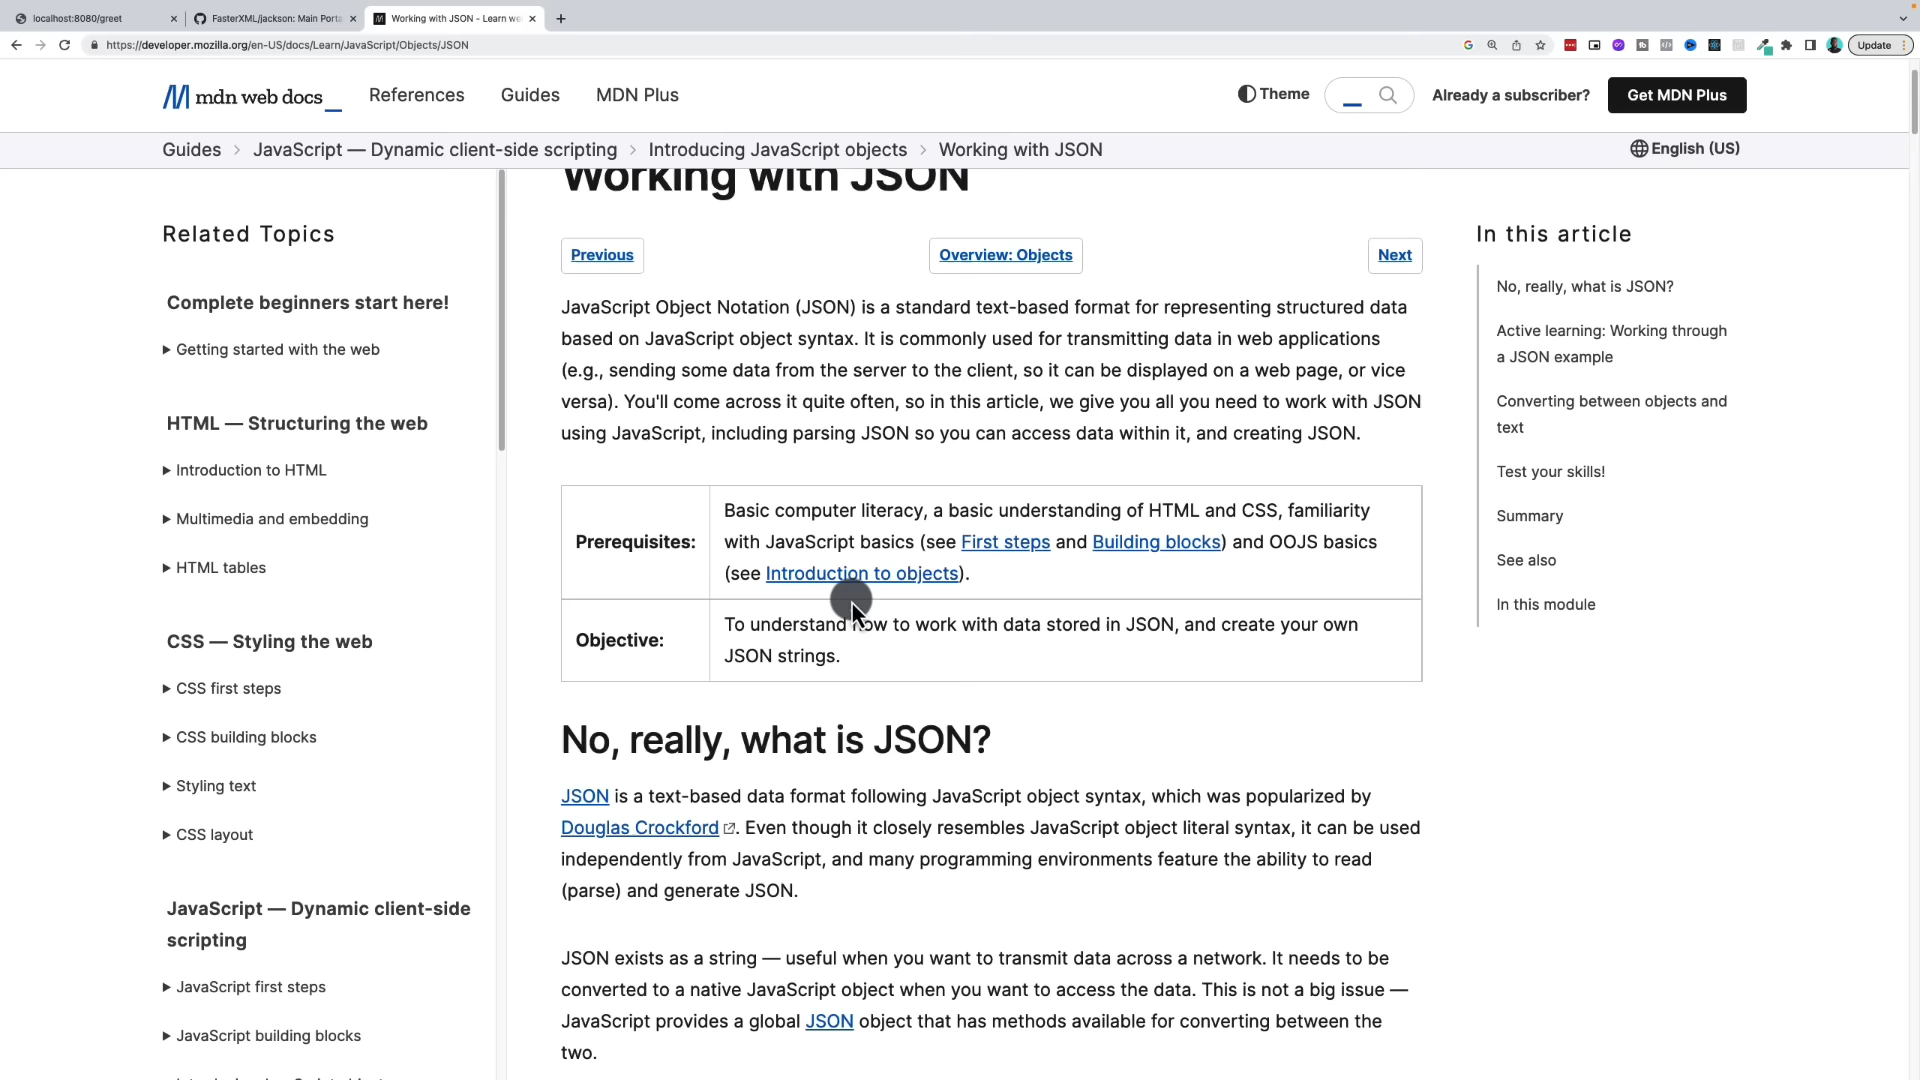 localhost:8080/greet
FasterXML/jackson: Main Porta
Working with JSON - Learn we
https://developer.mozilla.org/en-US/docs/Learn/JavaScript/Objects/JSON
Update
mdn web docs_
References
Guides
MDN Plus
Theme
Already a subscriber?
Get MDN Plus
Guides > JavaScript — Dynamic client-side scripting > Introducing JavaScript objects > Working with JSON
English (US)
Related Topics
Complete beginners start here!
Getting started with the web
HTML — Structuring the web
Introduction to HTML
Multimedia and embedding
HTML tables
CSS — Styling the web
CSS first steps
CSS building blocks
Styling text
CSS layout
JavaScript — Dynamic client-side
scripting
JavaScript first steps
JavaScript building blocks
Working with JSON
Previous
Overview: Objects
Next
JavaScript Object Notation (JSON) is a standard text-based format for representing structured data
based on JavaScript object syntax. It is commonly used for transmitting data in web applications
(e.g., sending some data from the server to the client, so it can be displayed on a web page, or vice
versa). You'll come across it quite often, so in this article, we give you all you need to work with JSON
using JavaScript, including parsing JSON so you can access data within it, and creating JSON.
Prerequisites:
Basic computer literacy, a basic understanding of HTML and CSS, familiarity
with JavaScript basics (see First steps and Building blocks) and OOJS basics
(see Introduction to objects).
Objective:
To understand how to work with data stored in JSON, and create your own
JSON strings.
No, really, what is JSON?
JSON is a text-based data format following JavaScript object syntax, which was popularized by
Douglas Crockford. Even though it closely resembles JavaScript object literal syntax, it can be used
independently from JavaScript, and many programming environments feature the ability to read
(parse) and generate JSON.
JSON exists as a string — useful when you want to transmit data across a network. It needs to be
converted to a native JavaScript object when you want to access the data. This is not a big issue —
JavaScript provides a global JSON object that has methods available for converting between the
two.
In this article
No, really, what is JSON?
Active learning: Working through
a JSON example
Converting between objects and
text
Test your skills!
Summary
See also
In this module